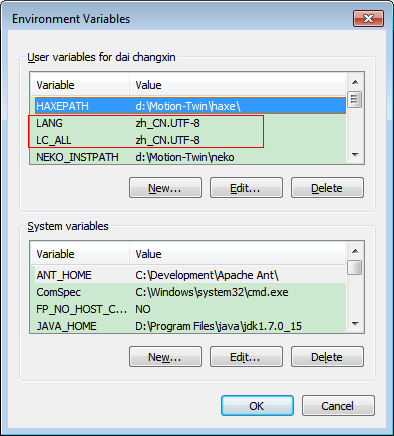 Environment Variables
User variables for dai changxin
Variable Value
HAXEPATH d:\Motion-Twin\haxe\
LANG zh_CN.UTF-8
LC_ALL zh_CN.UTF-8
NEKO_INSTPATH d:\Motion-Twin\neko
New... Edit... Delete
System variables
Variable Value
ANT_HOME C:\Development\Apache Ant\
ComSpec C:\Windows\system32\cmd.exe
FP_NO_HOST_C... NO
JAVA_HOME D:\Program Files\java\jdk1.7.0_15
New... Edit... Delete
OK Cancel